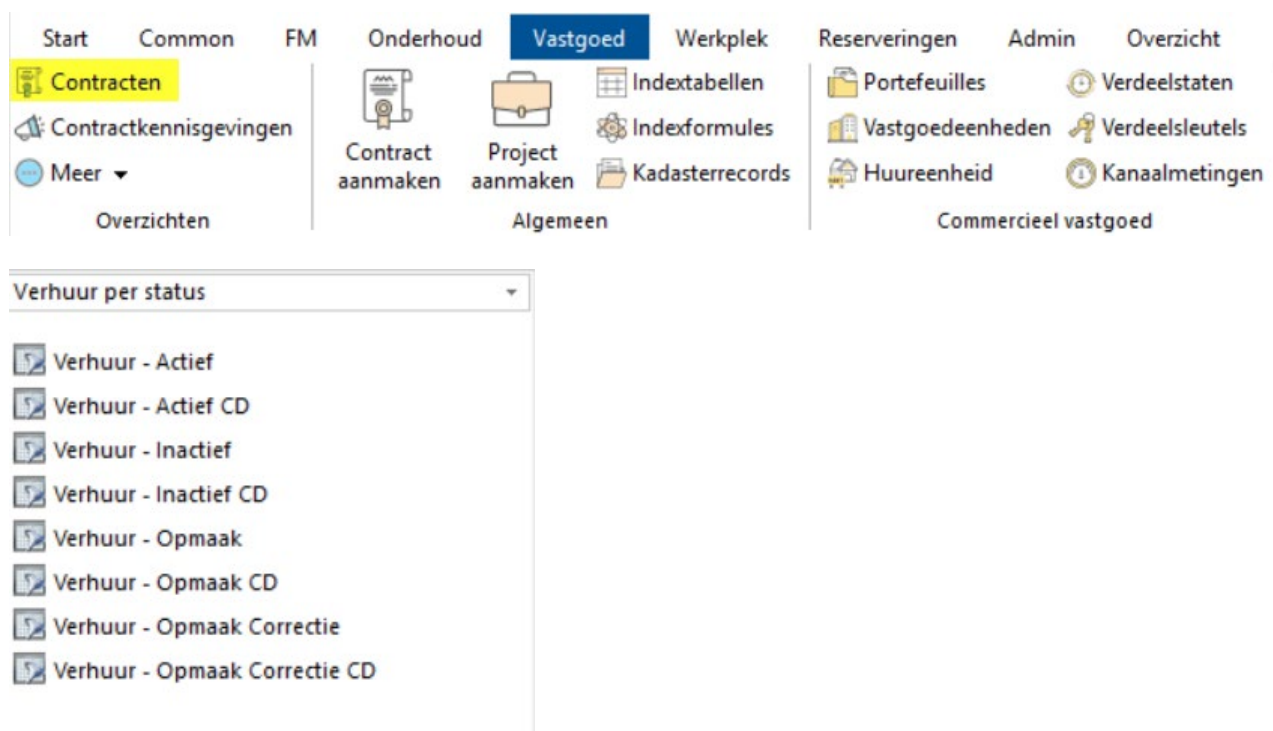 Start Common FM Onderhoud Vastgoed Werkplek Reserveringen Admin Overzicht
Contracten
Contractkennisgevingen
Meer
Overzichten
Contract
aanmaken
Project
aanmaken
Indextabellen
Indexformules
Kadasterrecords
Algemeen
Portefeuilles
Vastgoedeenheden
Huureenheid
Verdeelstaten
Verdeelsleutels
Kanaalmetingen
Commercieel vastgoed
Verhuur per status
Verhuur - Actief
Verhuur - Actief CD
Verhuur - Inactief
Verhuur - Inactief CD
Verhuur - Opmaak
Verhuur - Opmaak CD
Verhuur - Opmaak Correctie
Verhuur - Opmaak Correctie CD